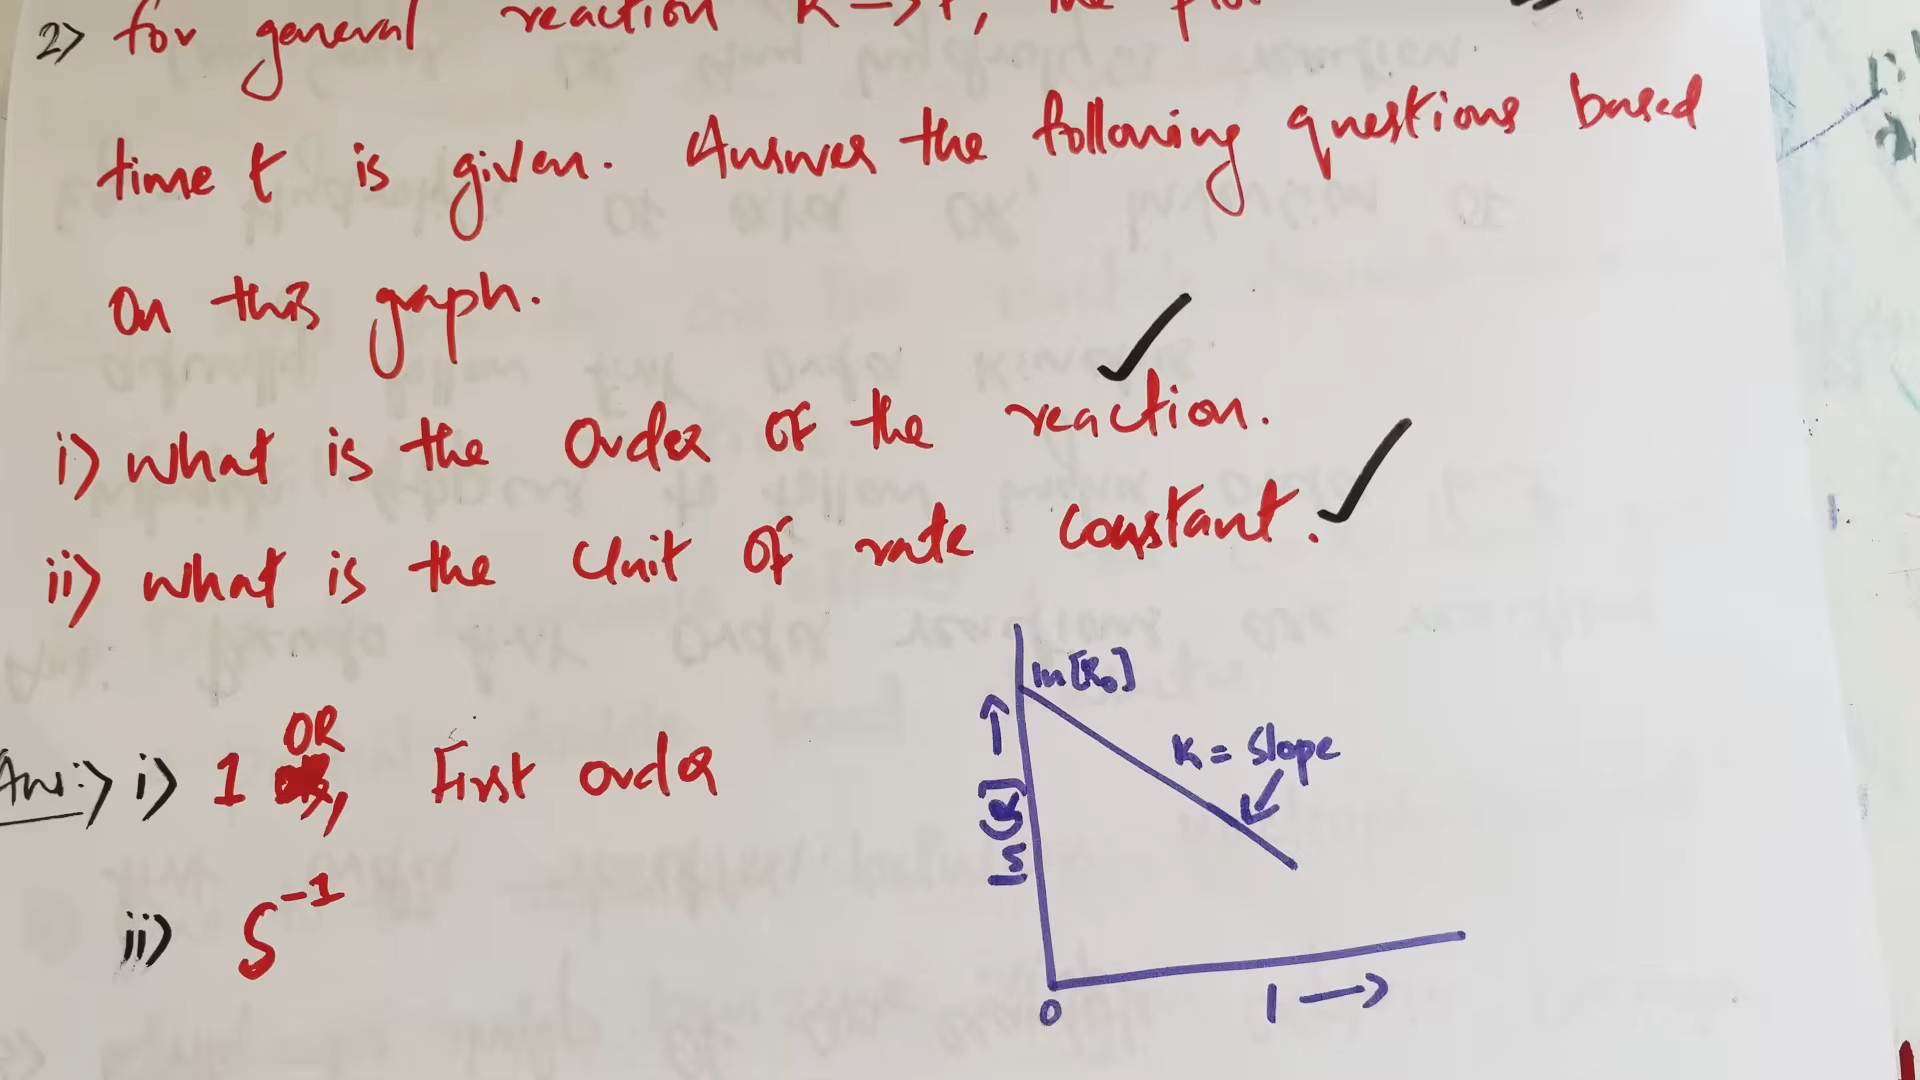 2) for general reaction
time t is given. Answer the following questions based
on this graph.
i) what is the order of the reaction.
ii) what is the unit of rate constant.
ln[R₀]
K = slope
ln[R]
0
Ans:> i) 1 OR, First order
ii) S⁻¹